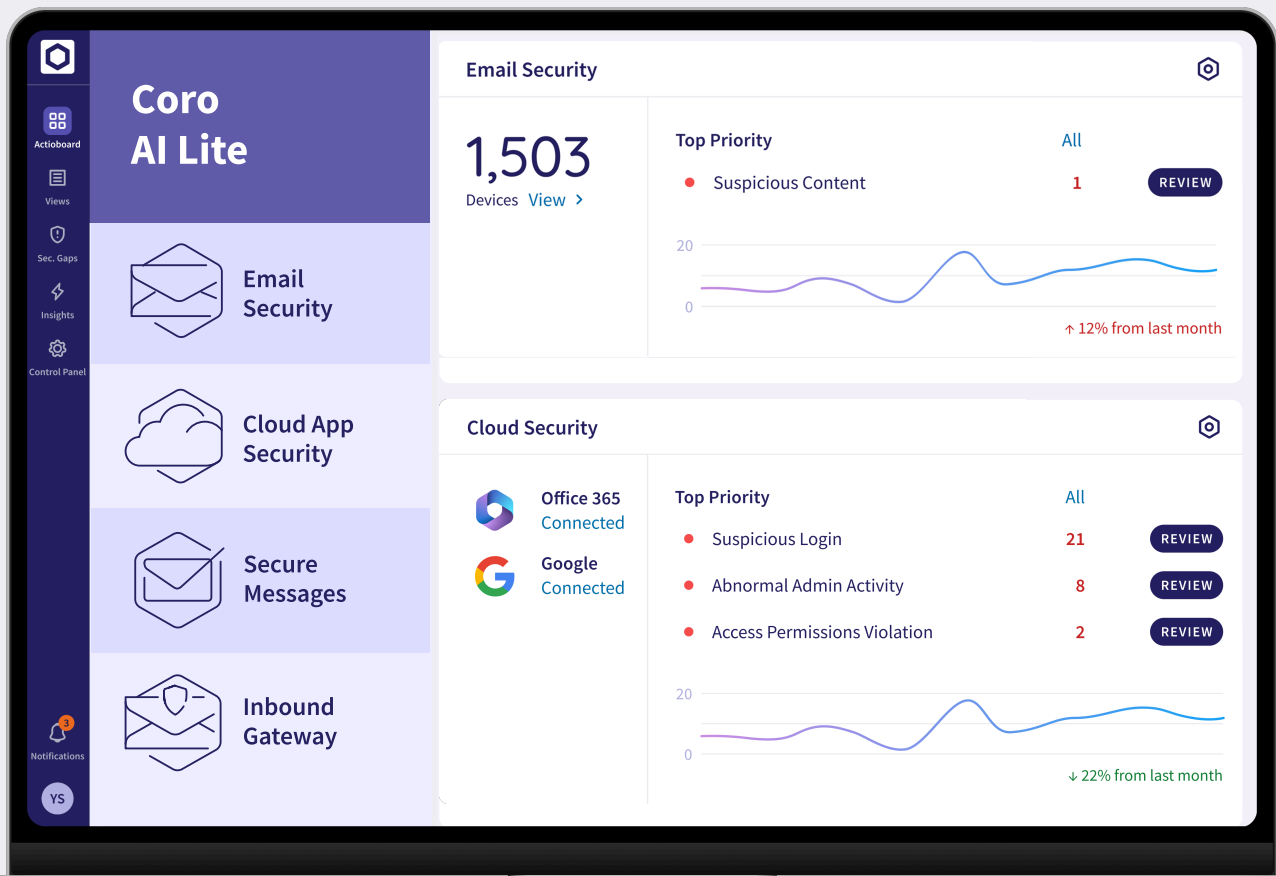 Actioboard
Views
Sec. Gaps
Insights
Control Panel
3
Notifications
YS
Coro
AI Lite
Email
Security
Cloud App
Security
Secure
Messages
Inbound
Gateway
Email Security
1,503
Devices View
Top Priority All
Suspicious Content 1 REVIEW
20
0
↑ 12% from last month
Cloud Security
Office 365
Connected
Google
Connected
Top Priority All
Suspicious Login 21 REVIEW
Abnormal Admin Activity 8 REVIEW
Access Permissions Violation 2 REVIEW
20
0
↓ 22% from last month